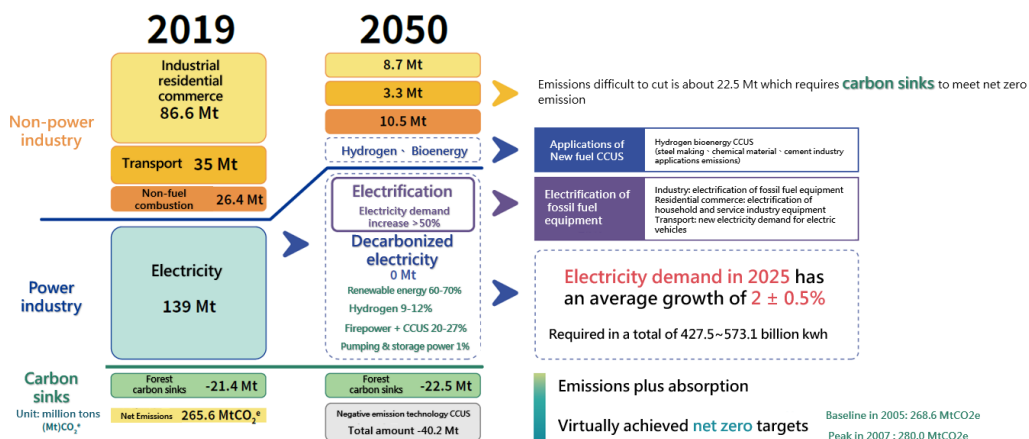 2019
2050
Non-power
industry
Industrial
residential
commerce
86.6 Mt
Transport 35 Mt
Non-fuel
combustion 26.4 Mt
8.7 Mt
3.3 Mt
10.5 Mt
Hydrogen、 Bioenergy
Emissions difficult to cut is about 22.5 Mt which requires carbon sinks to meet net zero
emission
Applications of
New fuel CCUS
Hydrogen bioenergy CCUS
(steel making、chemical material、cement industry
applications emissions)
Electrification
Electricity demand
increase >50%
Electrification of
fossil fuel
equipment
Industry: electrification of fossil fuel equipment
Residential commerce: electrification of
household and service industry equipment
Transport: new electricity demand for electric
vehicles
Power
industry
Electricity
139 Mt
Decarbonized
electricity
0 Mt
Renewable energy 60-70%
Hydrogen 9-12%
Firepower + CCUS 20-27%
Pumping & storage power 1%
Electricity demand in 2025 has
an average growth of 2 ± 0.5%
Required in a total of 427.5~573.1 billion kwh
Carbon
sinks
Unit: million tons
(Mt)CO₂ᵉ
Forest
carbon sinks -21.4 Mt
Net Emissions 265.6 MtCO₂ᵉ
Forest
carbon sinks -22.5 Mt
Negative emission technology CCUS
Total amount -40.2 Mt
Emissions plus absorption
Virtually achieved net zero targets
Baseline in 2005: 268.6 MtCO2e
Peak in 2007 : 280.0 MtCO2e